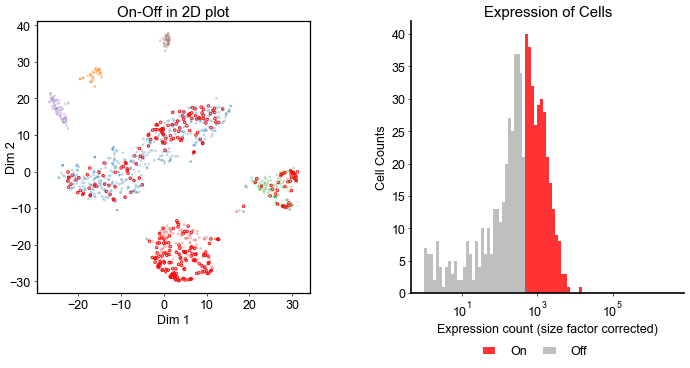 On-Off in 2D plot
40
30
20
10
0
−10
−20
−30
Dim 2
−20 −10 0 10 20 30
Dim 1
Expression of Cells
40
35
30
25
20
15
10
5
0
Cell Counts
10¹ 10³ 10⁵
Expression count (size factor corrected)
On Off